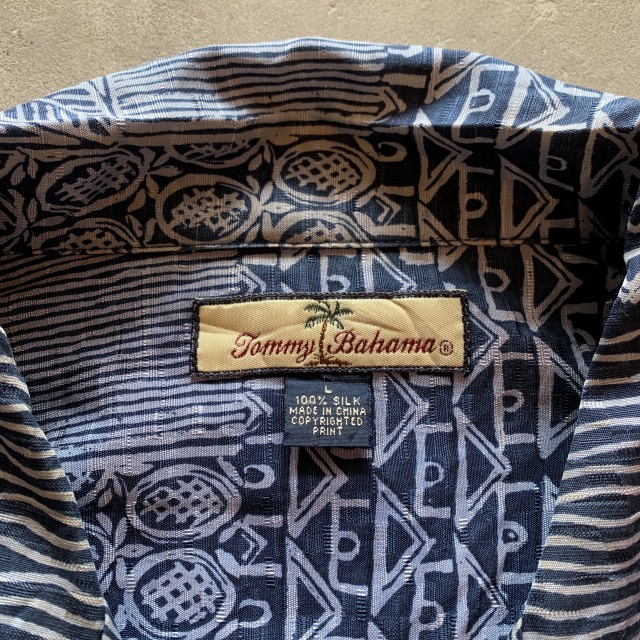 Tommy Bahama®
L
100% SILK
MADE IN CHINA
COPYRIGHTED
PRINT